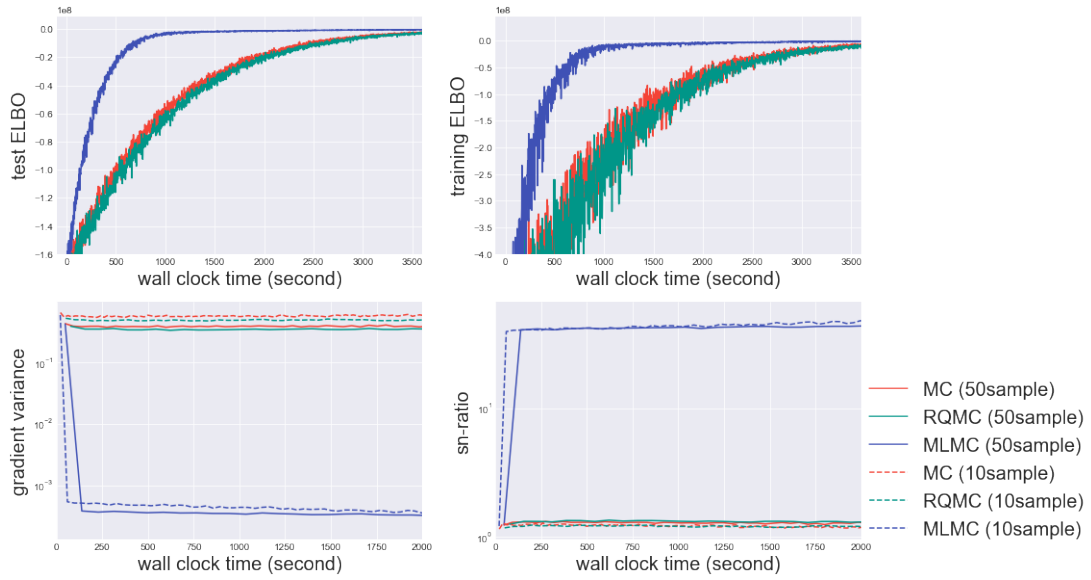 1e8
0.0
−0.2
−0.4
−0.6
−0.8
−1.0
−1.2
−1.4
−1.6
test ELBO
0 500 1000 1500 2000 2500 3000 3500
wall clock time (second)
1e8
0.0
−0.5
−1.0
−1.5
−2.0
−2.5
−3.0
−3.5
−4.0
training ELBO
0 500 1000 1500 2000 2500 3000 3500
wall clock time (second)
10⁻¹
10⁻²
10⁻³
gradient variance
0 250 500 750 1000 1250 1500 1750 2000
wall clock time (second)
10¹
10⁰
sn-ratio
0 250 500 750 1000 1250 1500 1750 2000
wall clock time (second)
MC (50sample)
RQMC (50sample)
MLMC (50sample)
MC (10sample)
RQMC (10sample)
MLMC (10sample)